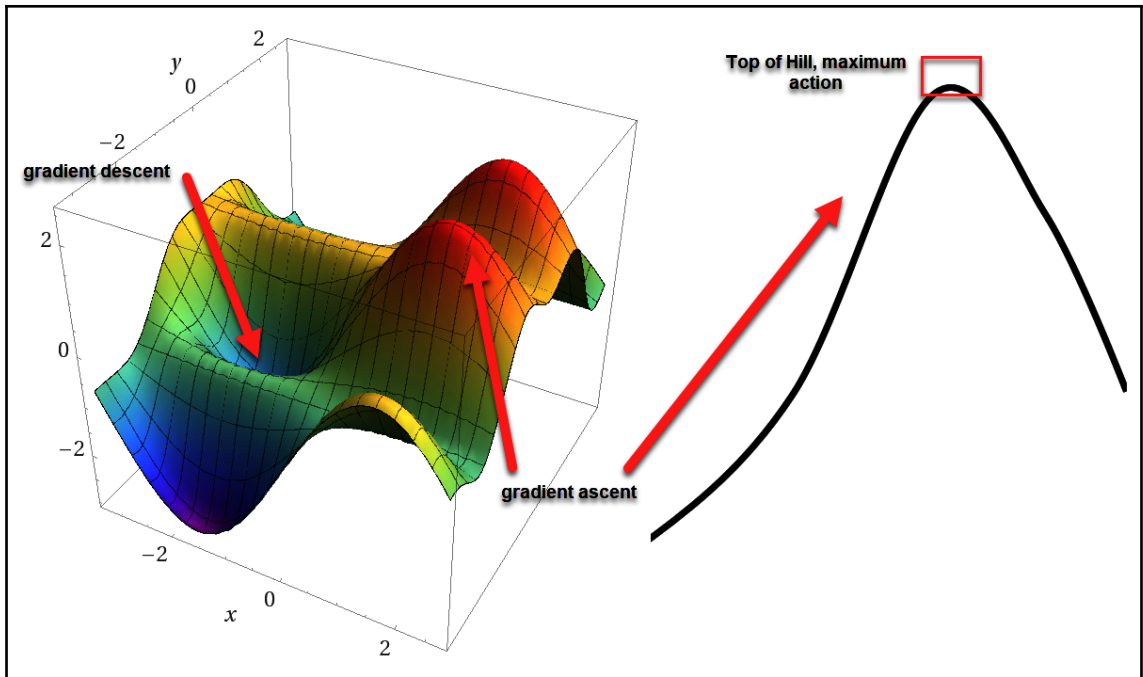 2
y
0
−2
gradient descent
2
0
−2
−2
x
0
2
gradient ascent
Top of Hill, maximum
action